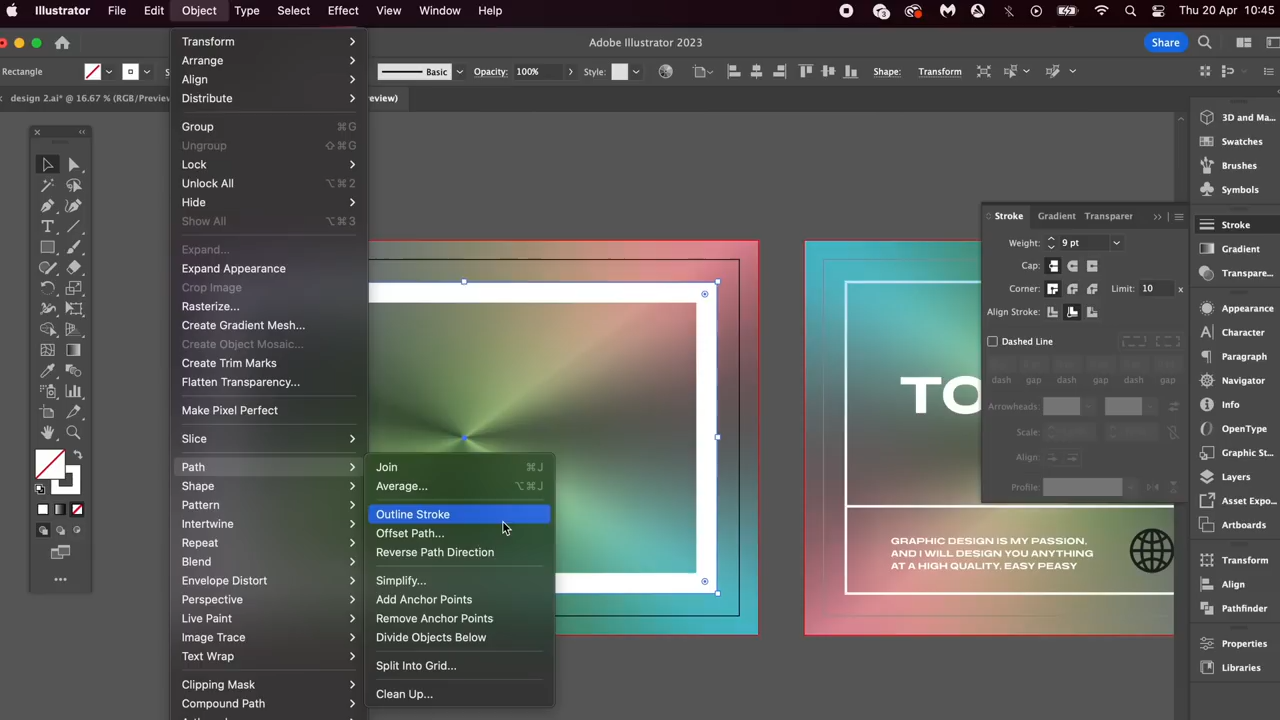 Illustrator File Edit Object Type Select Effect View Window Help 3 Thu 20 Apr 10:45
Adobe Illustrator 2023 Share
Rectangle Basic Opacity: 100% Style: Shape: Transform
design 2.ai* @ 16.67 % (RGB/Preview eview)
Transform
Arrange
Align
Distribute
Group ⌘G
Ungroup ⇧⌘G
Lock
Unlock All ⌥⌘2
Hide
Show All ⌥⌘3
Expand...
Expand Appearance
Crop Image
Rasterize...
Create Gradient Mesh...
Create Object Mosaic...
Create Trim Marks
Flatten Transparency...
Make Pixel Perfect
Slice
Path
Shape
Pattern
Intertwine
Repeat
Blend
Envelope Distort
Perspective
Live Paint
Image Trace
Text Wrap
Clipping Mask
Compound Path
Join ⌘J
Average... ⌥⌘J
Outline Stroke
Offset Path...
Reverse Path Direction
Simplify...
Add Anchor Points
Remove Anchor Points
Divide Objects Below
Split Into Grid...
Clean Up...
TO
GRAPHIC DESIGN IS MY PASSION,
AND I WILL DESIGN YOU ANYTHING
AT A HIGH QUALITY, EASY PEASY
Stroke Gradient Transparer
Weight: 9 pt
Cap:
Corner: Limit: 10 x
Align Stroke:
Dashed Line
dash gap dash gap dash gap
Arrowheads:
Scale:
Align:
Profile:
3D and Ma...
Swatches
Brushes
Symbols
Stroke
Gradient
Transpare...
Appearance
Character
Paragraph
Navigator
Info
OpenType
Graphic St...
Layers
Asset Expo...
Artboards
Transform
Align
Pathfinder
Properties
Libraries